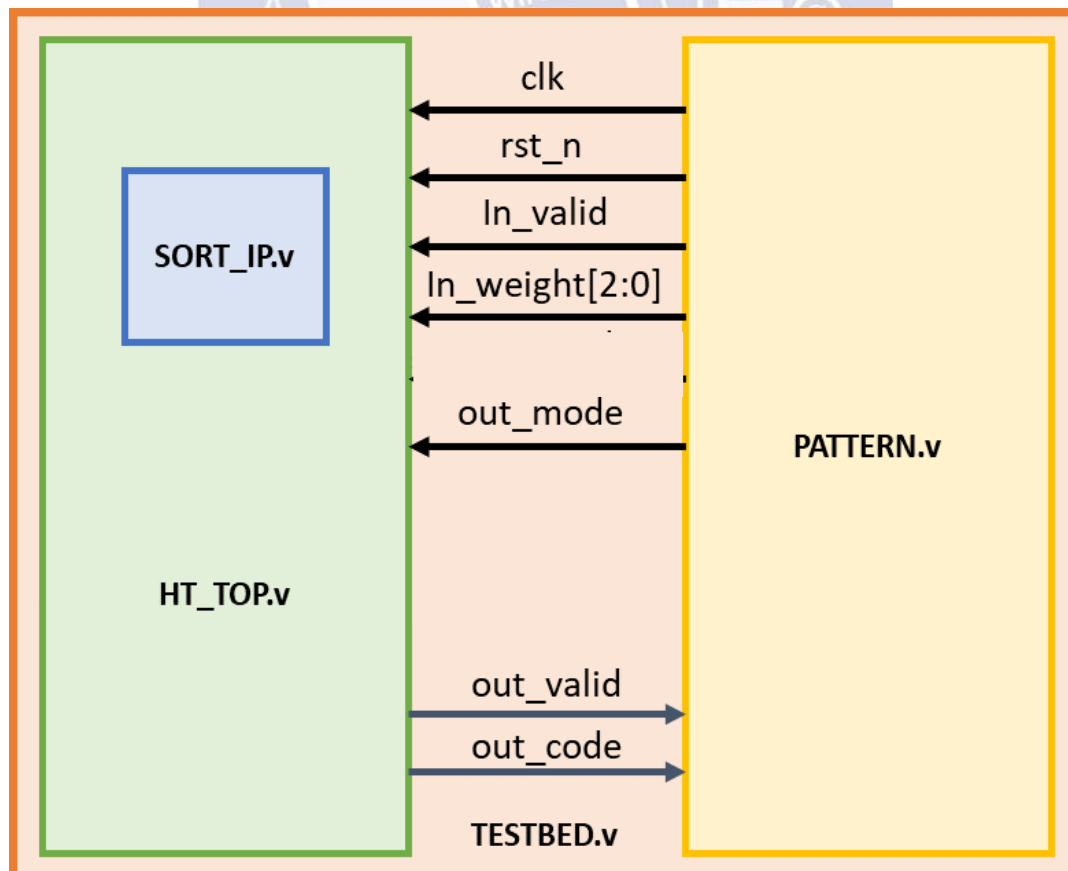 clk
rst_n
In_valid
SORT_IP.v
In_weight[2:0]
out_mode
PATTERN.v
HT_TOP.v
out_valid
out_code
TESTBED.v